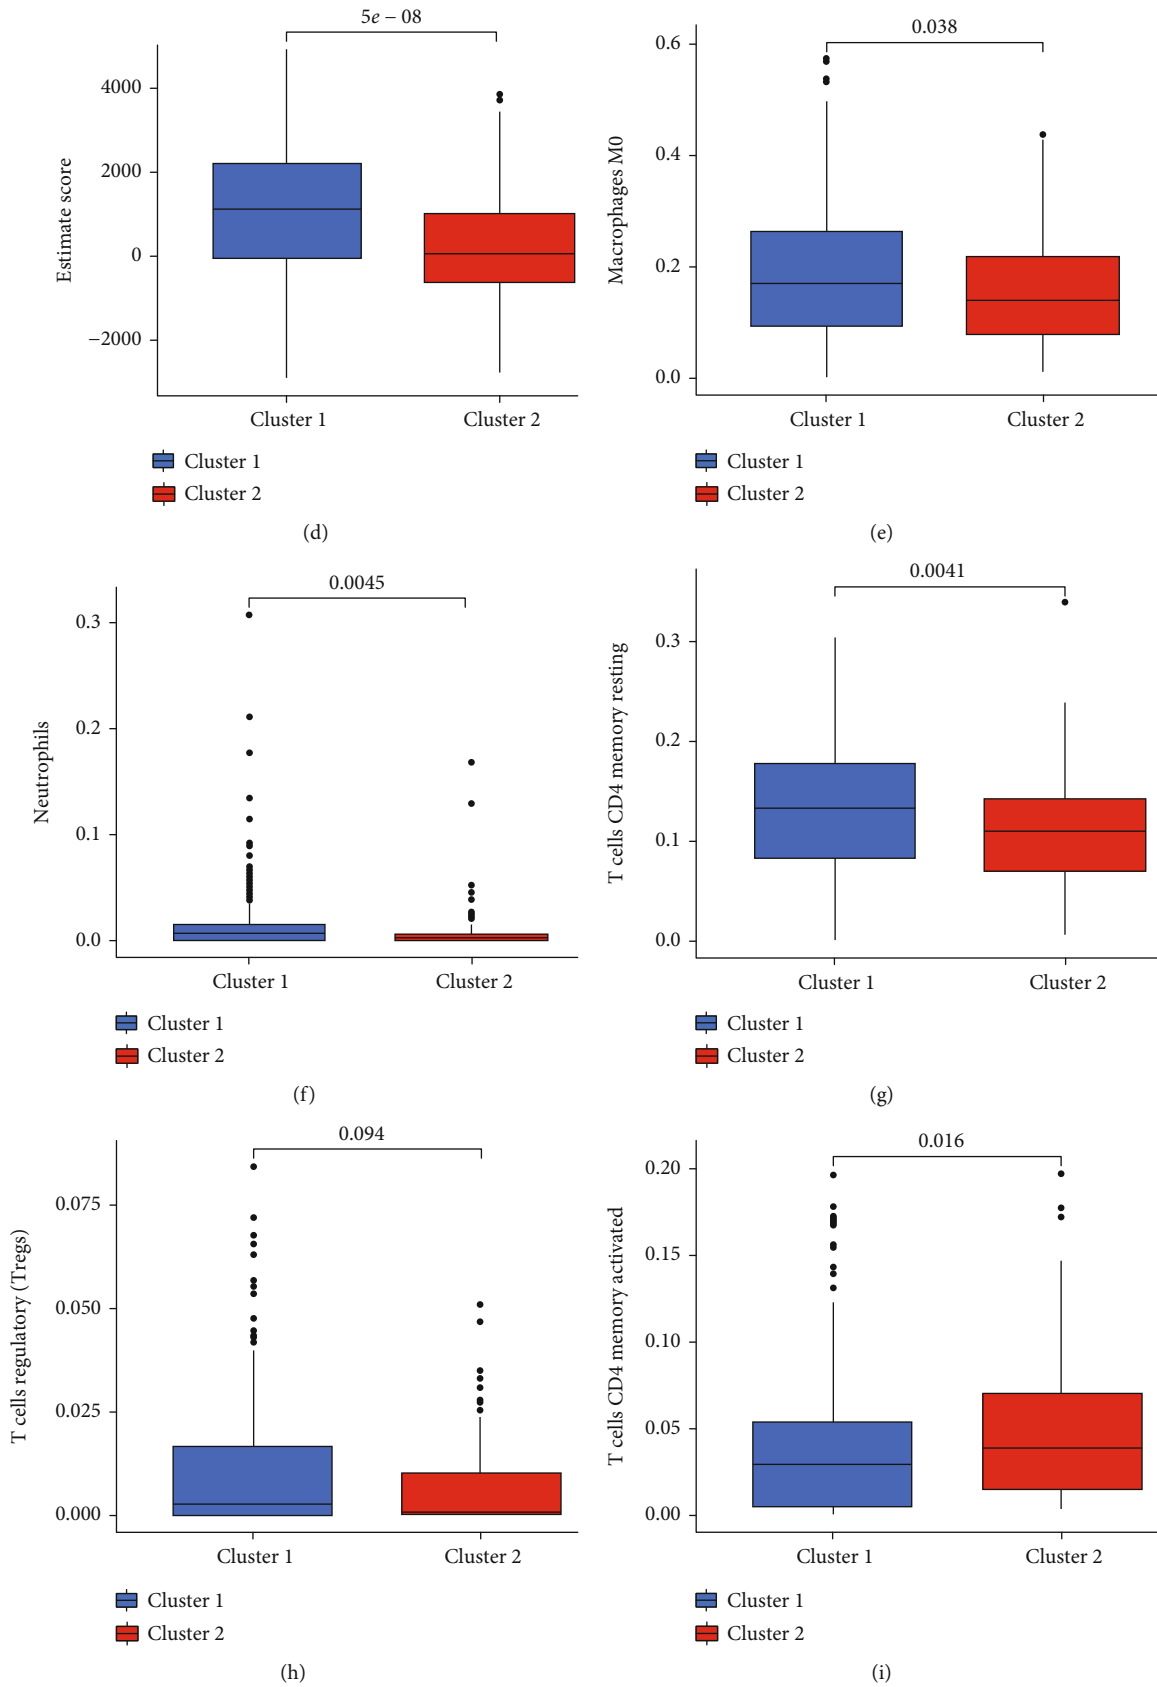 5e − 08
4000
2000
0
−2000
Estimate score
Cluster 1 Cluster 2
Cluster 1
Cluster 2
(d)
0.038
0.6
0.4
0.2
0.0
Macrophages M0
Cluster 1 Cluster 2
Cluster 1
Cluster 2
(e)
0.0045
0.3
0.2
0.1
0.0
Neutrophils
Cluster 1 Cluster 2
Cluster 1
Cluster 2
(f)
0.0041
0.3
0.2
0.1
0.0
T cells CD4 memory resting
Cluster 1 Cluster 2
Cluster 1
Cluster 2
(g)
0.094
0.075
0.050
0.025
0.000
T cells regulatory (Tregs)
Cluster 1 Cluster 2
Cluster 1
Cluster 2
(h)
0.016
0.20
0.15
0.10
0.05
0.00
T cells CD4 memory activated
Cluster 1 Cluster 2
Cluster 1
Cluster 2
(i)